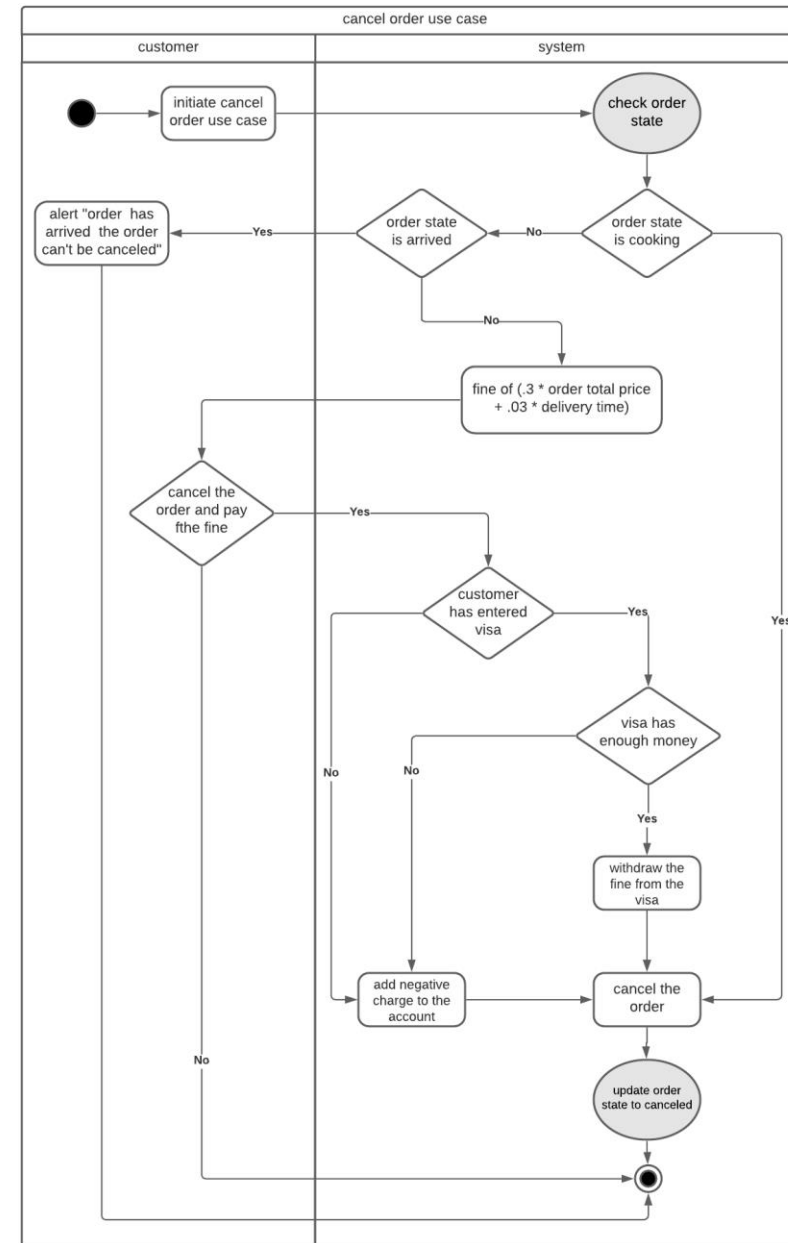 cancel order use case
customer
system
initiate cancel
order use case
check order
state
alert "order has
arrived the order
can't be canceled"
Yes
order state
is arrived
No
order state
is cooking
No
fine of (.3 * order total price
+ .03 * delivery time)
cancel the
order and pay
fthe fine
Yes
customer
has entered
visa
Yes
Yes
visa has
enough money
No
No
Yes
withdraw the
fine from the
visa
add negative
charge to the
account
cancel the
order
No
update order
state to canceled